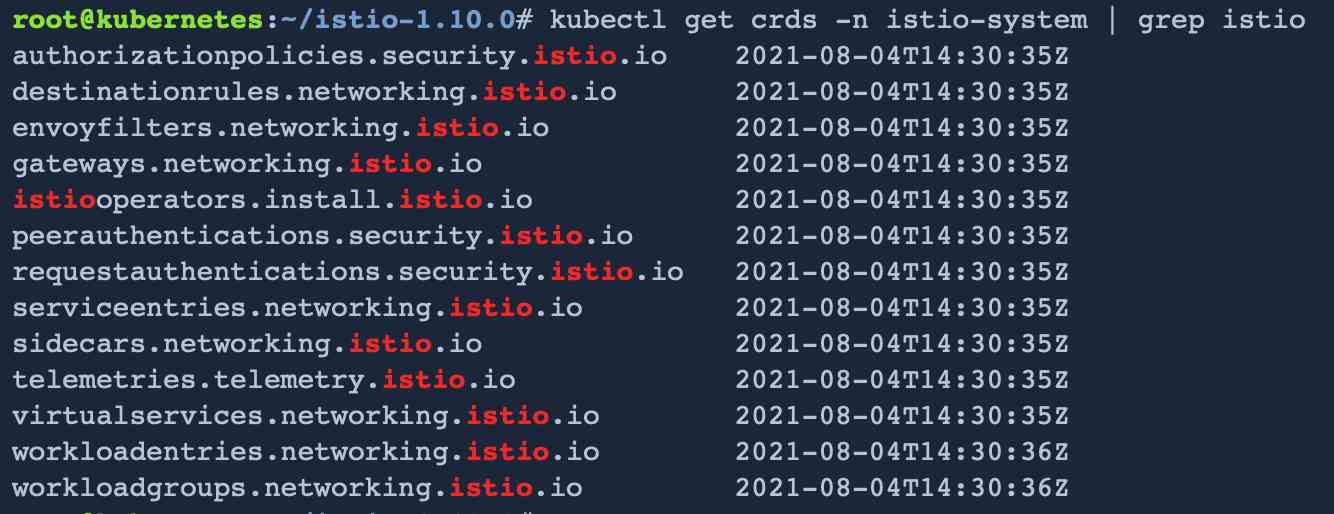 root@kubernetes:~/istio-1.10.0# kubectl get crds -n istio-system | grep istio
authorizationpolicies.security.istio.io    2021-08-04T14:30:35Z
destinationrules.networking.istio.io       2021-08-04T14:30:35Z
envoyfilters.networking.istio.io           2021-08-04T14:30:35Z
gateways.networking.istio.io               2021-08-04T14:30:35Z
istiooperators.install.istio.io            2021-08-04T14:30:35Z
peerauthentications.security.istio.io      2021-08-04T14:30:35Z
requestauthentications.security.istio.io   2021-08-04T14:30:35Z
serviceentries.networking.istio.io         2021-08-04T14:30:35Z
sidecars.networking.istio.io               2021-08-04T14:30:35Z
telemetries.telemetry.istio.io             2021-08-04T14:30:35Z
virtualservices.networking.istio.io        2021-08-04T14:30:35Z
workloadentries.networking.istio.io        2021-08-04T14:30:36Z
workloadgroups.networking.istio.io         2021-08-04T14:30:36Z